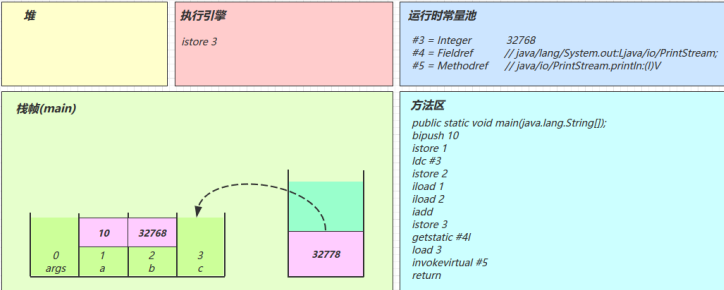 堆
执行引擎
istore 3
运行时常量池
#3 = Integer 32768
#4 = Fieldref // java/lang/System.out:Ljava/io/PrintStream;
#5 = Methodref // java/io/PrintStream.println:(I)V
栈帧(main)
10 32768
0 1 2 3
args a b c
32778
方法区
public static void main(java.lang.String[]);
bipush 10
istore 1
ldc #3
istore 2
iload 1
iload 2
iadd
istore 3
getstatic #4l
load 3
invokevirtual #5
return